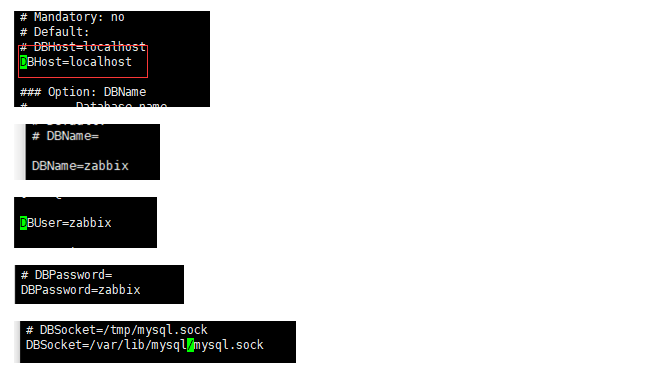 # Mandatory: no
# Default:
# DBHost=localhost
DBHost=localhost
### Option: DBName
# Database name
# DBName=
DBName=zabbix
DBUser=zabbix
# DBPassword=
DBPassword=zabbix
# DBSocket=/tmp/mysql.sock
DBSocket=/var/lib/mysql/mysql.sock